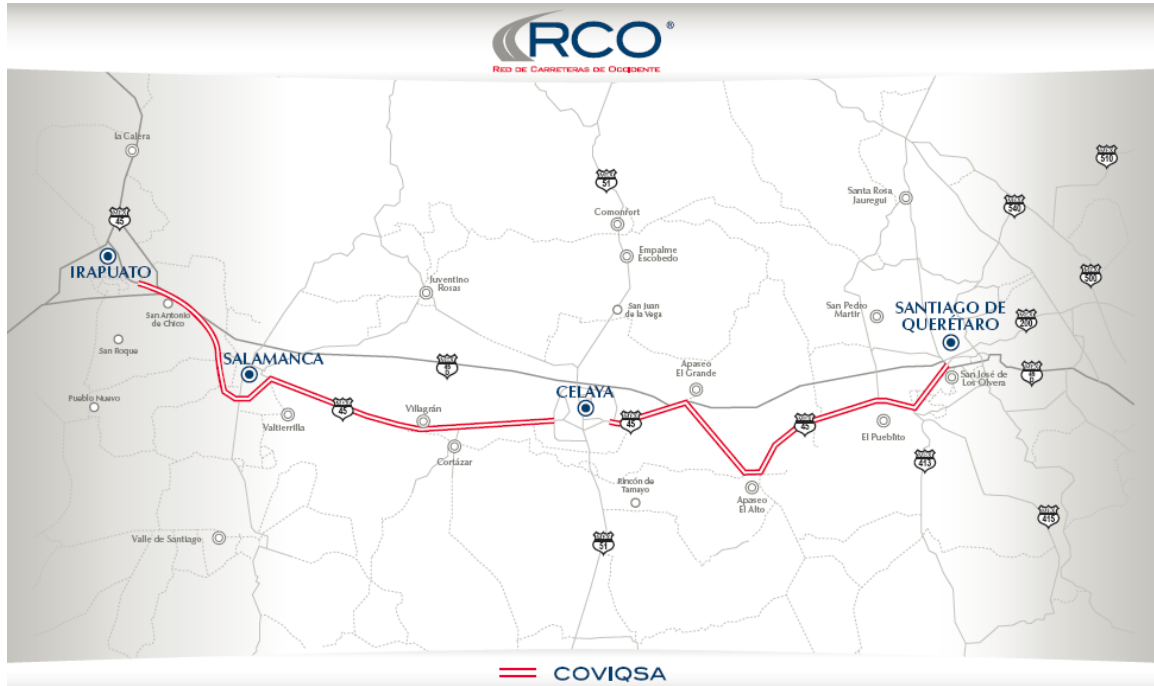 RCO®
RED DE CARRETERAS DE OCCIDENTE
la Calera
45
IRAPUATO
San Antonio
de Chico
San Roque
Pueblo Nuevo
SALAMANCA
Valtierrilla
45
Valle de Santiago
Juventino
Rosas
45
D
Villagrán
Cortázar
51
Comonfort
Empalme
Escobedo
San Juan
de la Vega
CELAYA
45
Rincón de
Tamayo
51
Apaseo
El Grande
Apaseo
El Alto
45
Santa Rosa
Jauregui
San Pedro
Martir
SANTIAGO DE
QUERÉTARO
San José de
Los Olvera
El Pueblito
413
415
510
540
500
200
45
D
COVIQSA